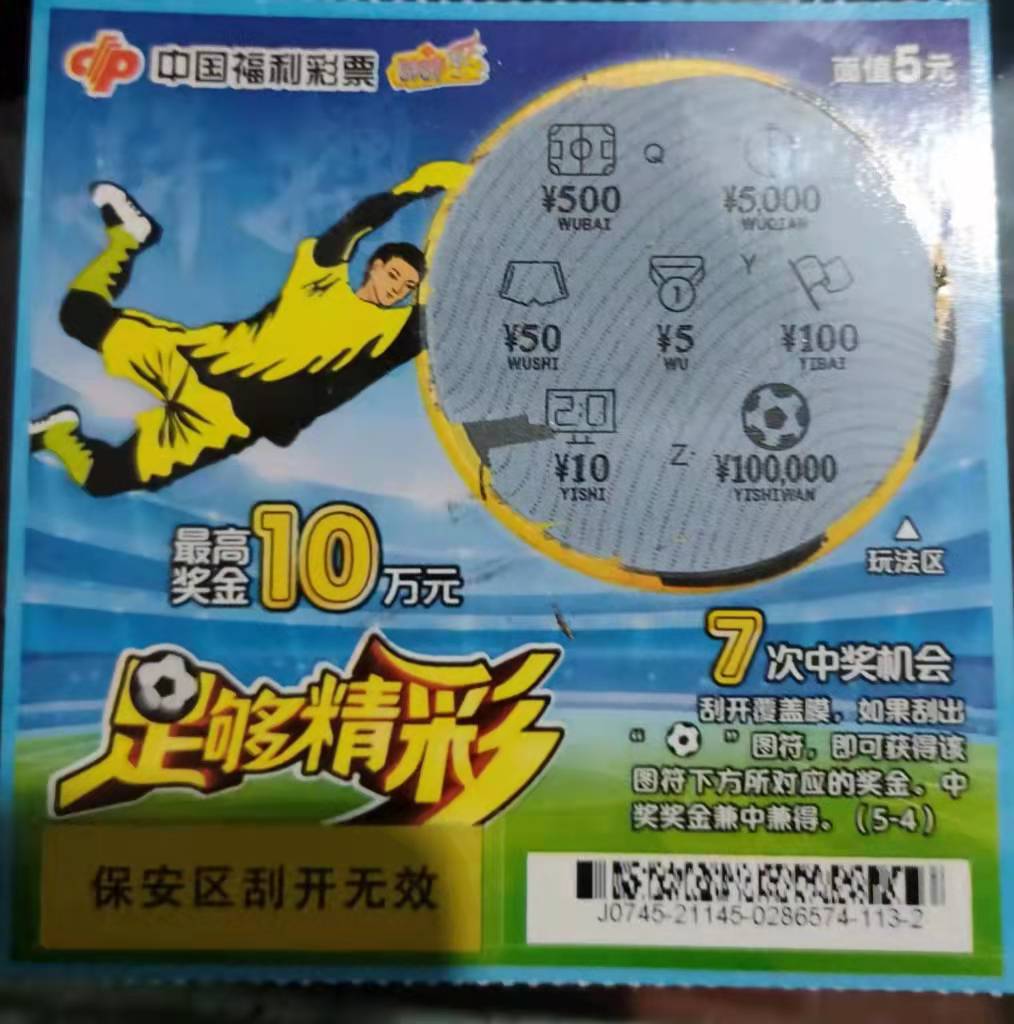 中国福利彩票 刮刮乐
面值5元
¥500 Q ¥5,000
WUBAI WUQIAN
Y
¥50 ¥5 ¥100
WUSHI WU YIBAI
2:0
¥10 Z ¥100,000
YISHI YISHIWAN
玩法区
最高奖金10万元
足够精彩
7次中奖机会
刮开覆盖膜,如果刮出
“ ”图符,即可获得该
图符下方所对应的奖金。中
奖奖金兼中兼得。(5-4)
保安区刮开无效
J0745-21145-0286574-113-2